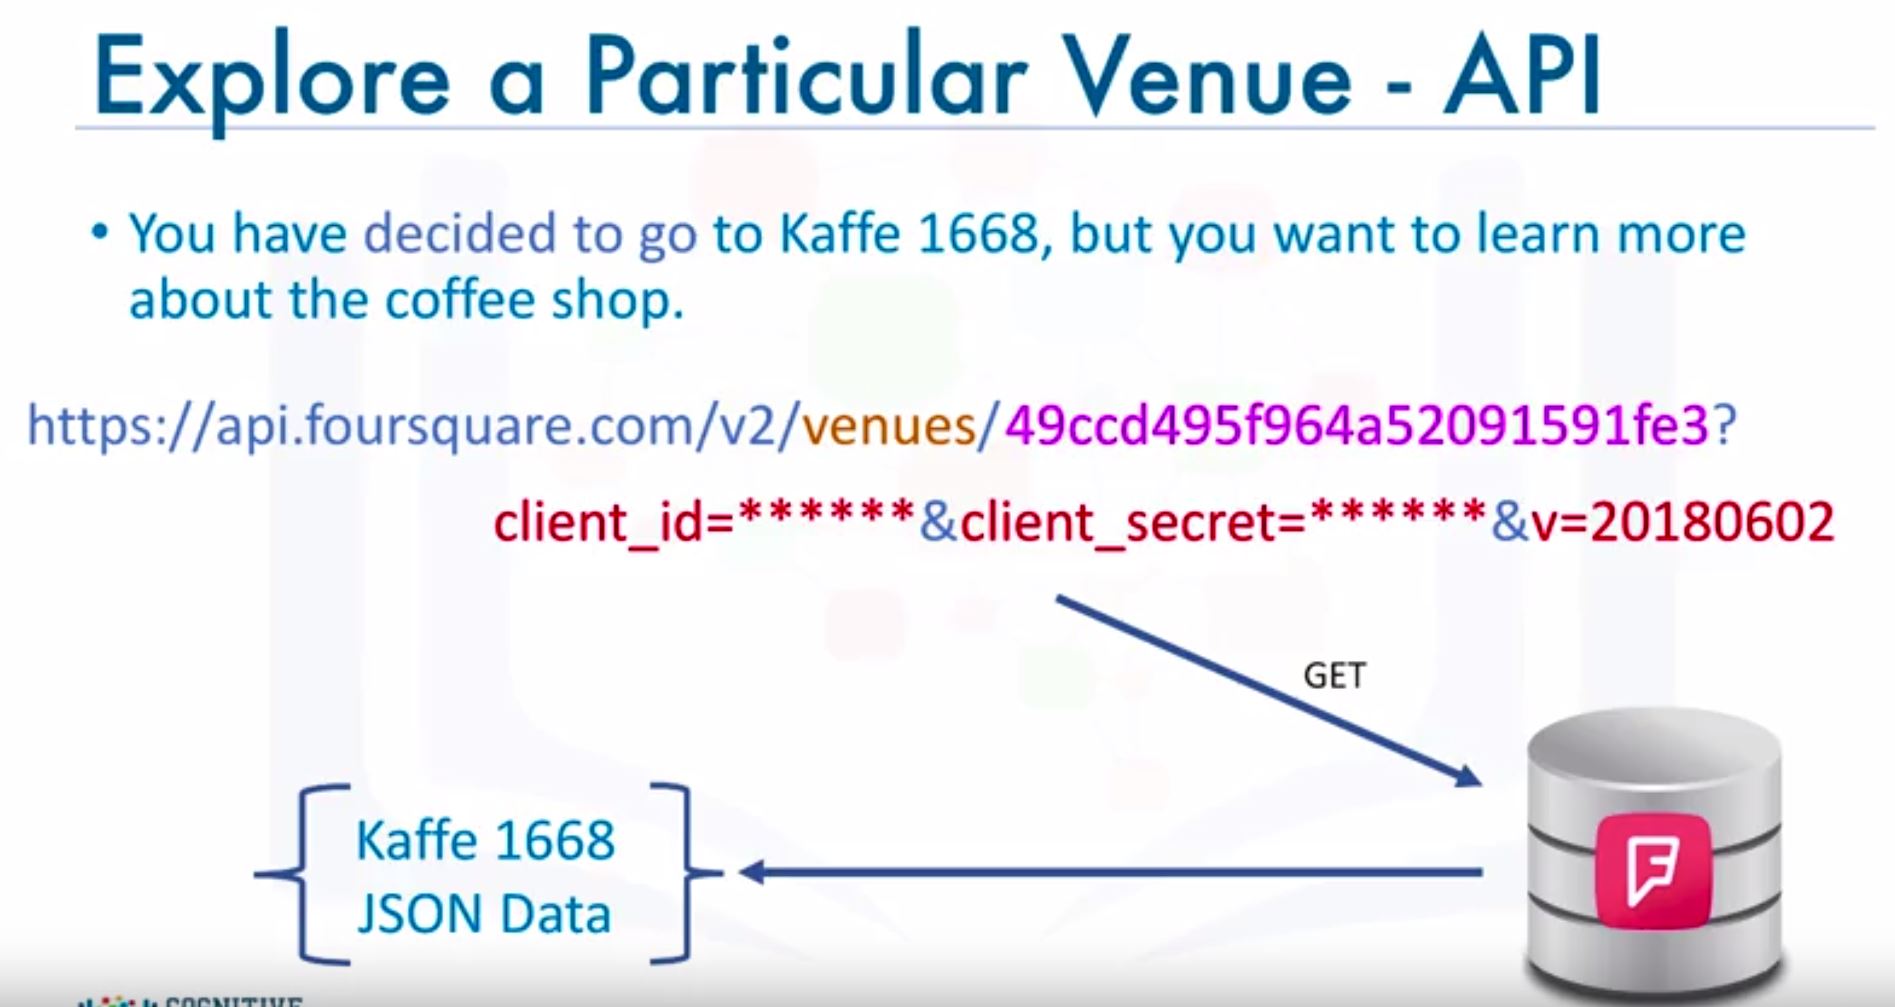 Explore a Particular Venue - API
• You have decided to go to Kaffe 1668, but you want to learn more
about the coffee shop.
https://api.foursquare.com/v2/venues/49ccd495f964a52091591fe3?
client_id=******&client_secret=******&v=20180602
GET
Kaffe 1668
JSON Data
COGNITIVE